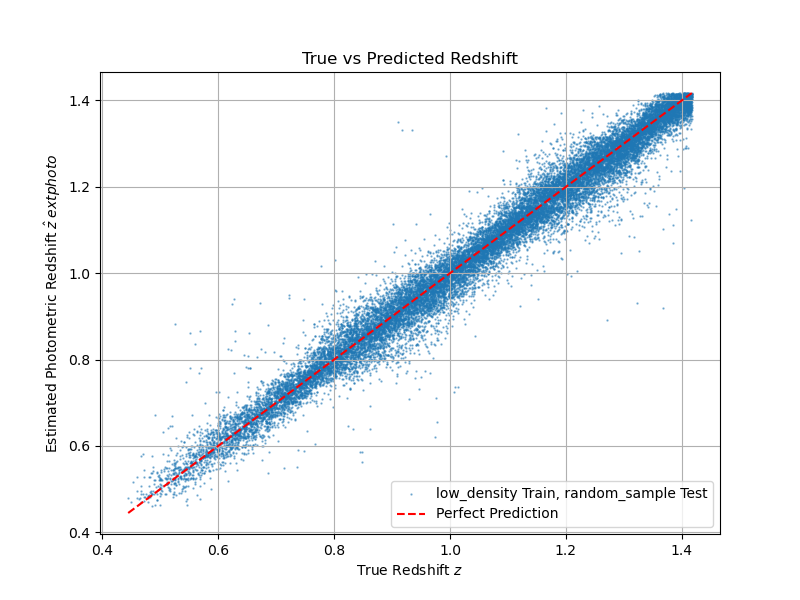 True vs Predicted Redshift
Estimated Photometric Redshift ẑ extphoto
1.4
1.2
1.0
0.8
0.6
0.4
0.4 0.6 0.8 1.0 1.2 1.4
low_density Train, random_sample Test
Perfect Prediction
True Redshift z